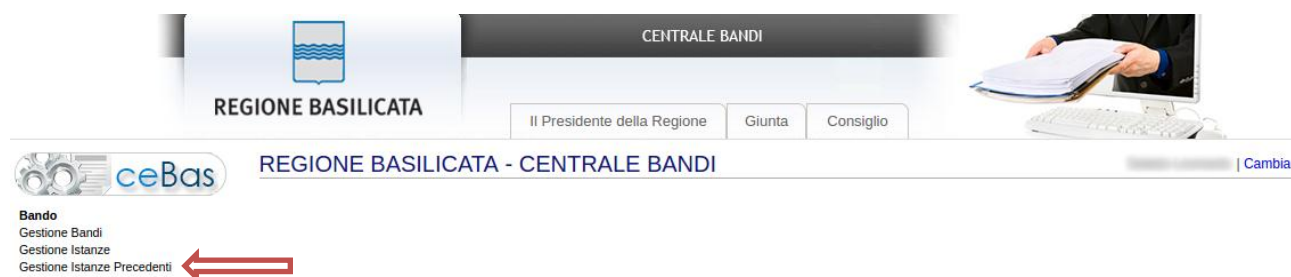 CENTRALE BANDI
REGIONE BASILICATA
Il Presidente della Regione Giunta Consiglio
ceBas
REGIONE BASILICATA - CENTRALE BANDI
| Cambia
Bando
Gestione Bandi
Gestione Istanze
Gestione Istanze Precedenti